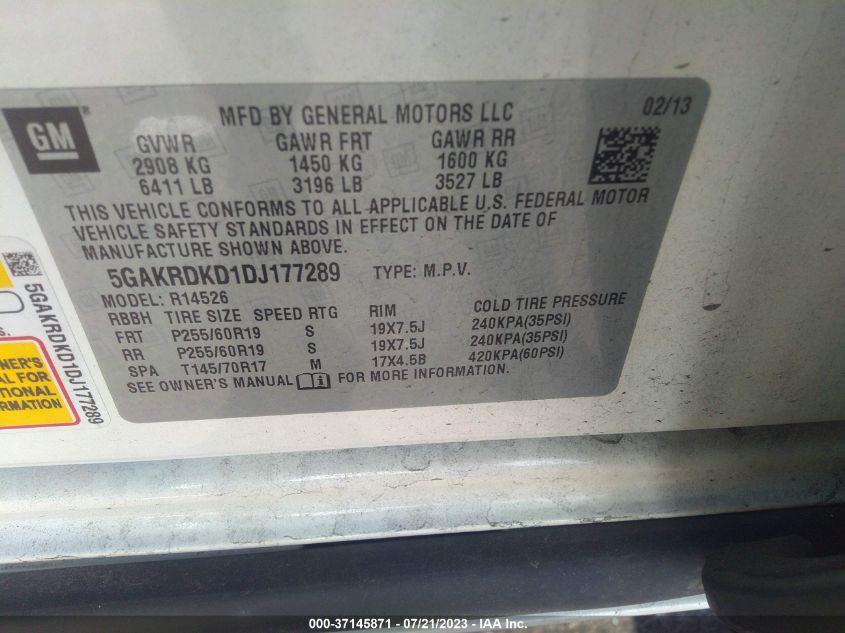 GM
MFD BY GENERAL MOTORS LLC 02/13
GVWR GAWR FRT GAWR RR
2908 KG 1450 KG 1600 KG
6411 LB 3196 LB 3527 LB
THIS VEHICLE CONFORMS TO ALL APPLICABLE U.S. FEDERAL MOTOR
VEHICLE SAFETY STANDARDS IN EFFECT ON THE DATE OF
MANUFACTURE SHOWN ABOVE.
5GAKRDKD1DJ177289 TYPE: M.P.V.
MODEL: R14526
RBBH TIRE SIZE SPEED RTG RIM COLD TIRE PRESSURE
FRT P255/60R19 S 19X7.5J 240KPA(35PSI)
RR P255/60R19 S 19X7.5J 240KPA(35PSI)
SPA T145/70R17 M 17X4.5B 420KPA(60PSI)
SEE OWNER'S MANUAL FOR MORE INFORMATION.
5GAKRDKD1DJ177289
NER'S
AL FOR
TIONAL
RMATION
000-37145871 - 07/21/2023 - IAA Inc.